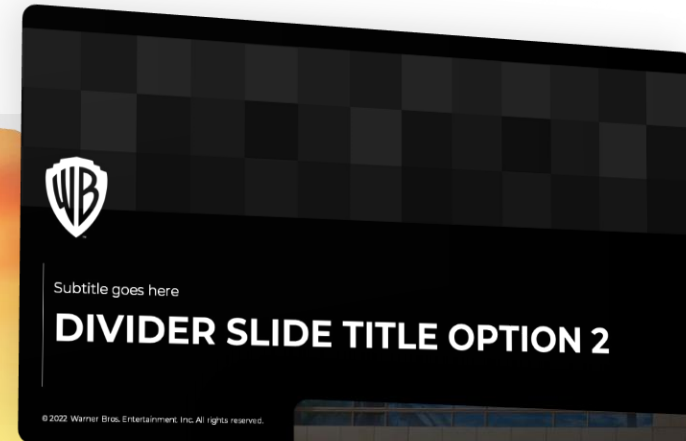 WB
Subtitle goes here
DIVIDER SLIDE TITLE OPTION 2
© 2022 Warner Bros. Entertainment Inc. All rights reserved.